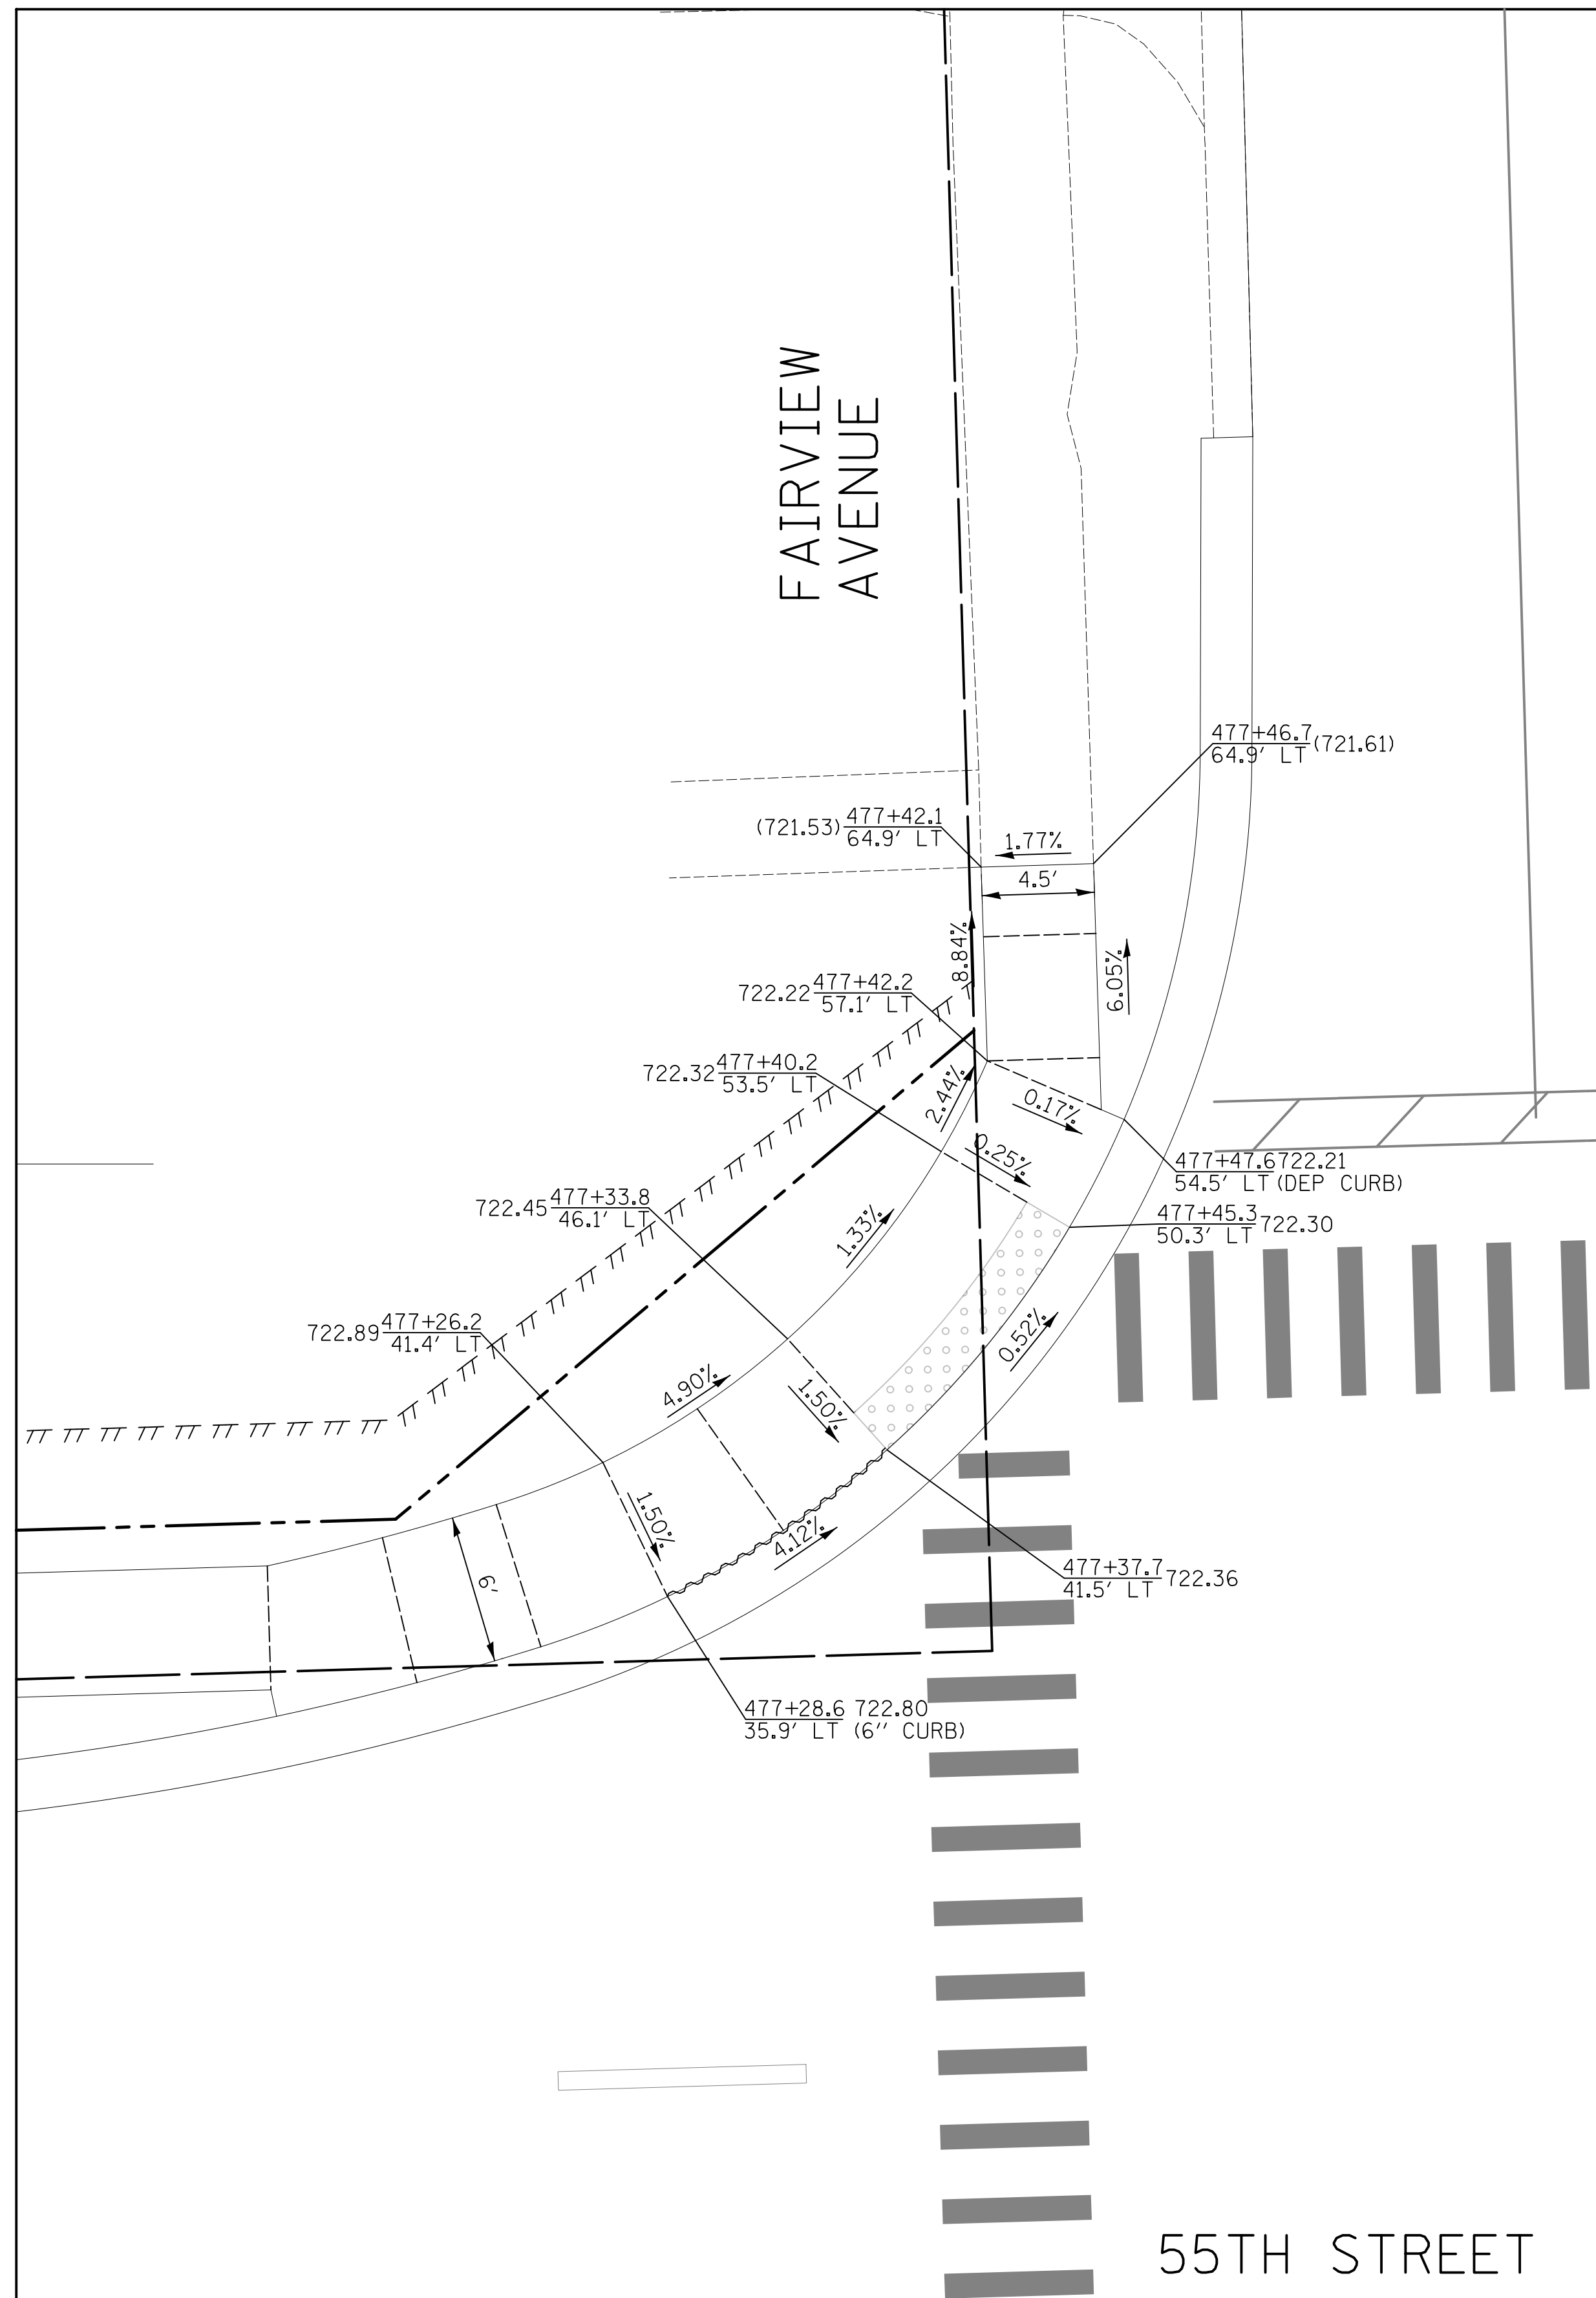 FAIRVIEW
AVENUE
477+46.7
64.9' LT
(721.61)
(721.53)
477+42.1
64.9' LT
1.77%
4.5'
8.84%
6.05%
722.22
477+42.2
57.1' LT
722.32
477+40.2
53.5' LT
2.44%
0.17%
0.25%
477+47.6 722.21
54.5' LT (DEP CURB)
722.45
477+33.8
46.1' LT
477+45.3
50.3' LT
722.30
1.33%
722.89
477+26.2
41.4' LT
0.52%
4.90%
1.50%
1.50%
4.12%
6'
477+37.7
41.5' LT
722.36
477+28.6 722.80
35.9' LT (6'' CURB)
55TH STREET